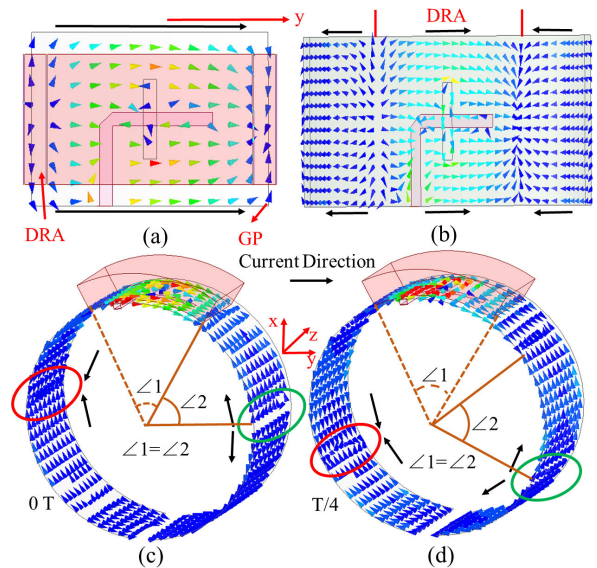 y
DRA
DRA
GP
(a)
(b)
Current Direction
x
z
y
∠1
∠2
∠1=∠2
0 T
(c)
∠1
∠2
∠1=∠2
T/4
(d)